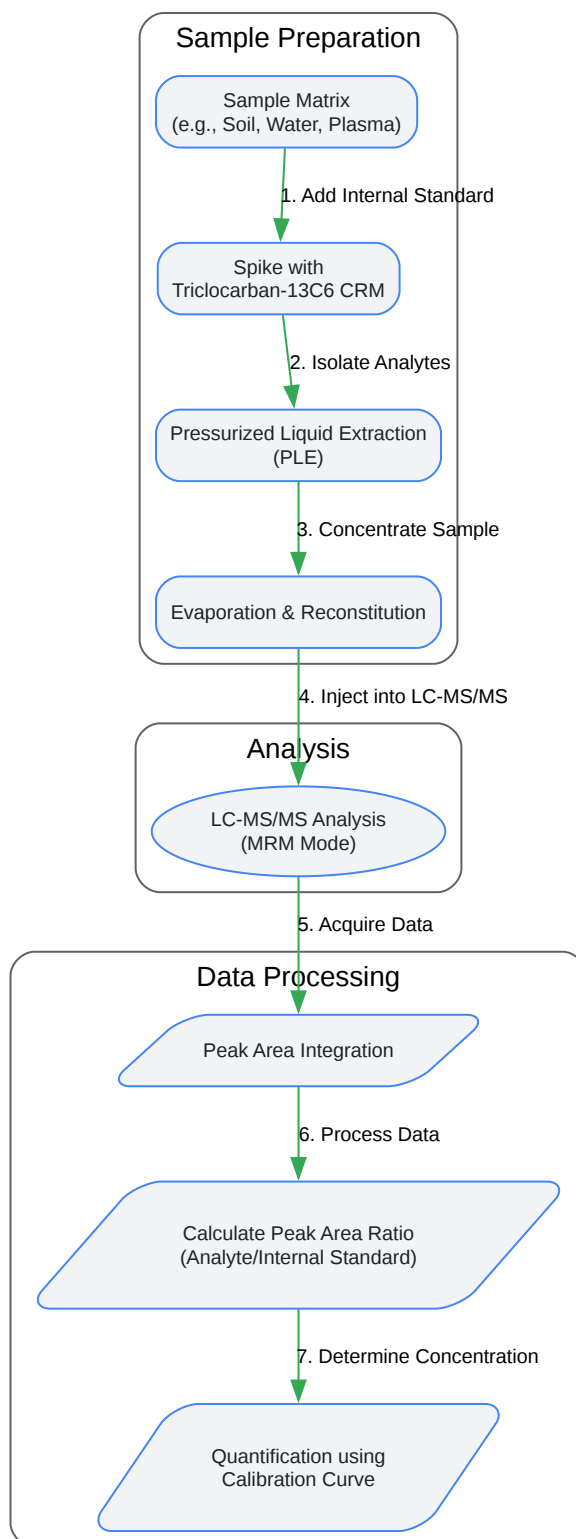 Sample Preparation
Sample Matrix
(e.g., Soil, Water, Plasma)
1. Add Internal Standard
Spike with
Triclocarban-13C6 CRM
2. Isolate Analytes
Pressurized Liquid Extraction
(PLE)
3. Concentrate Sample
Evaporation & Reconstitution
4. Inject into LC-MS/MS
Analysis
LC-MS/MS Analysis
(MRM Mode)
5. Acquire Data
Data Processing
Peak Area Integration
6. Process Data
Calculate Peak Area Ratio
(Analyte/Internal Standard)
7. Determine Concentration
Quantification using
Calibration Curve